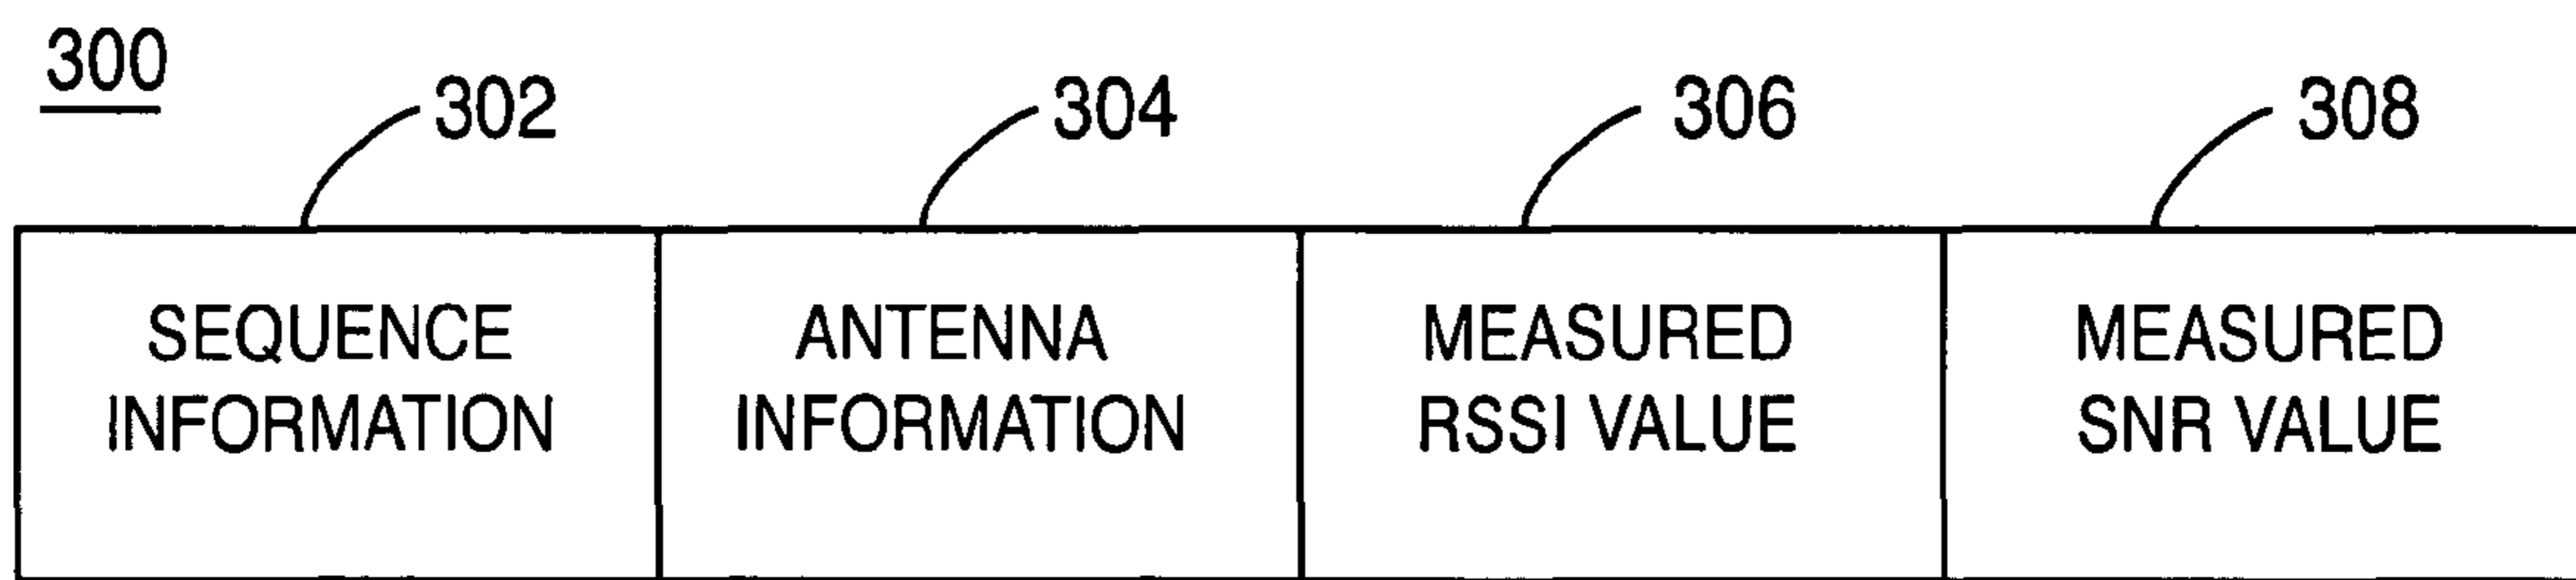 300
302
304
306
308
SEQUENCE
INFORMATION
ANTENNA
INFORMATION
MEASURED
RSSI VALUE
MEASURED
SNR VALUE